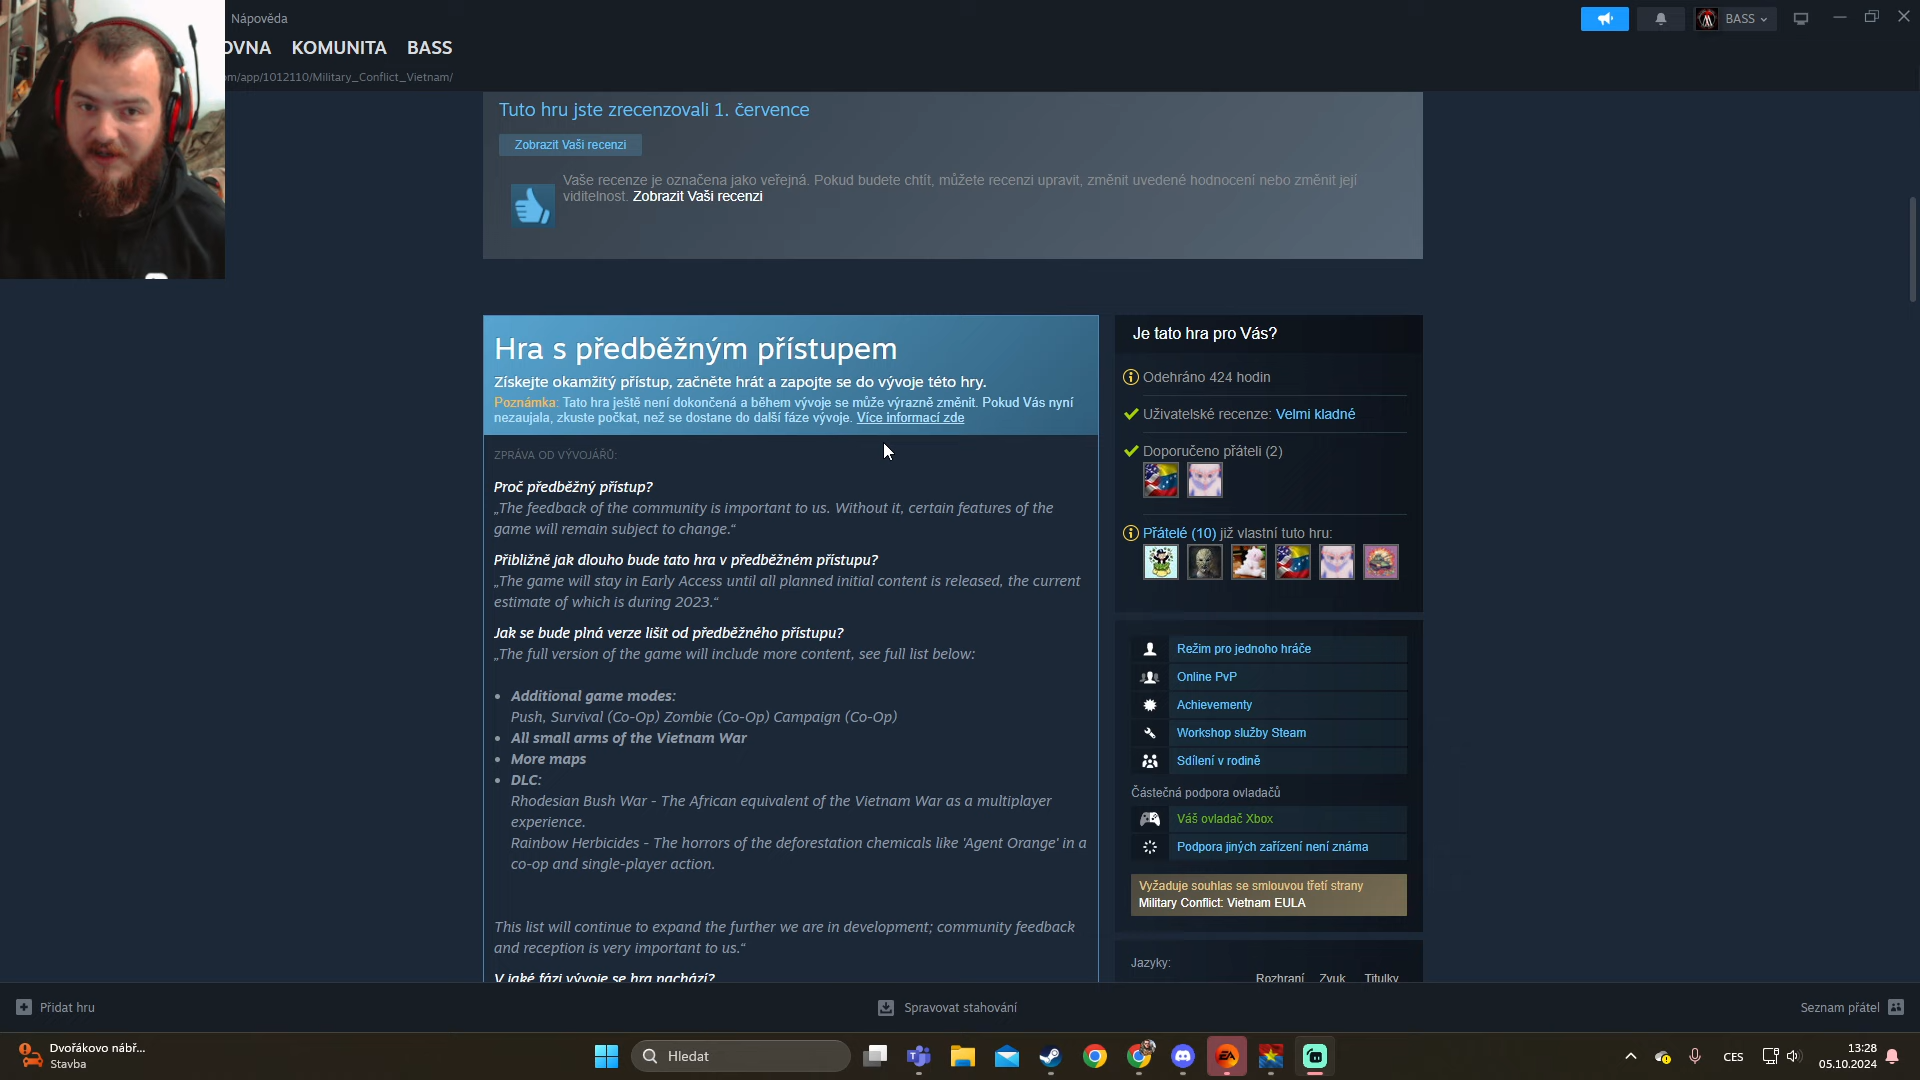 Nápověda
BASS
OVNA KOMUNITA BASS
om/app/1012110/Military_Conflict_Vietnam/
Tuto hru jste zrecenzovali 1. července
Zobrazit Vaši recenzi
Vaše recenze je označena jako veřejná. Pokud budete chtít, můžete recenzi upravit, změnit uvedené hodnocení nebo změnit její
viditelnost. Zobrazit Vaši recenzi
Hra s předběžným přístupem
Získejte okamžitý přístup, začněte hrát a zapojte se do vývoje této hry.
Poznámka: Tato hra ještě není dokončená a během vývoje se může výrazně změnit. Pokud Vás nyní
nezaujala, zkuste počkat, než se dostane do další fáze vývoje. Více informací zde
ZPRÁVA OD VÝVOJÁŘŮ:
Proč předběžný přístup?
„The feedback of the community is important to us. Without it, certain features of the
game will remain subject to change.“
Přibližně jak dlouho bude tato hra v předběžném přístupu?
„The game will stay in Early Access until all planned initial content is released, the current
estimate of which is during 2023.“
Jak se bude plná verze lišit od předběžného přístupu?
„The full version of the game will include more content, see full list below:
• Additional game modes:
Push, Survival (Co-Op) Zombie (Co-Op) Campaign (Co-Op)
• All small arms of the Vietnam War
• More maps
• DLC:
Rhodesian Bush War - The African equivalent of the Vietnam War as a multiplayer
experience.
Rainbow Herbicides - The horrors of the deforestation chemicals like 'Agent Orange' in a
co-op and single-player action.
This list will continue to expand the further we are in development; community feedback
and reception is very important to us.“
V jaké fázi vývoje se hra nachází?
Je tato hra pro Vás?
Odehráno 424 hodin
Uživatelské recenze: Velmi kladné
Doporučeno přáteli (2)
Přátelé (10) již vlastní tuto hru:
Režim pro jednoho hráče
Online PvP
Achievementy
Workshop služby Steam
Sdílení v rodině
Částečná podpora ovladačů
Váš ovladač Xbox
Podpora jiných zařízení není známa
Vyžaduje souhlas se smlouvou třetí strany
Military Conflict: Vietnam EULA
Jazyky:
Rozhraní Zvuk Titulky
Přidat hru
Spravovat stahování
Seznam přátel
Dvořákovo nábř...
Stavba
Hledat
EA
CES
13:28
05.10.2024